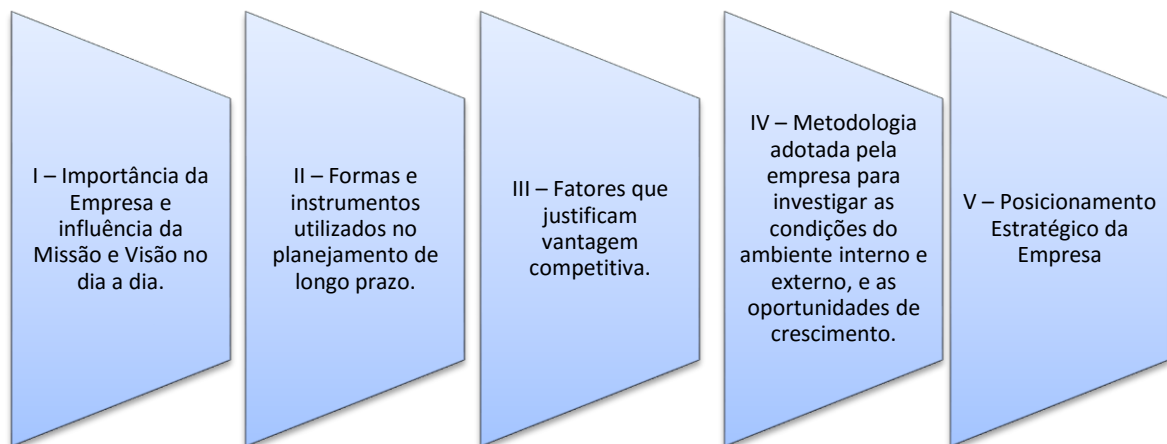 I – Importância da
Empresa e
influência da
Missão e Visão no
dia a dia.
II – Formas e
instrumentos
utilizados no
planejamento de
longo prazo.
III – Fatores que
justificam
vantagem
competitiva.
IV – Metodologia
adotada pela
empresa para
investigar as
condições do
ambiente interno e
externo, e as
oportunidades de
crescimento.
V – Posicionamento
Estratégico da
Empresa